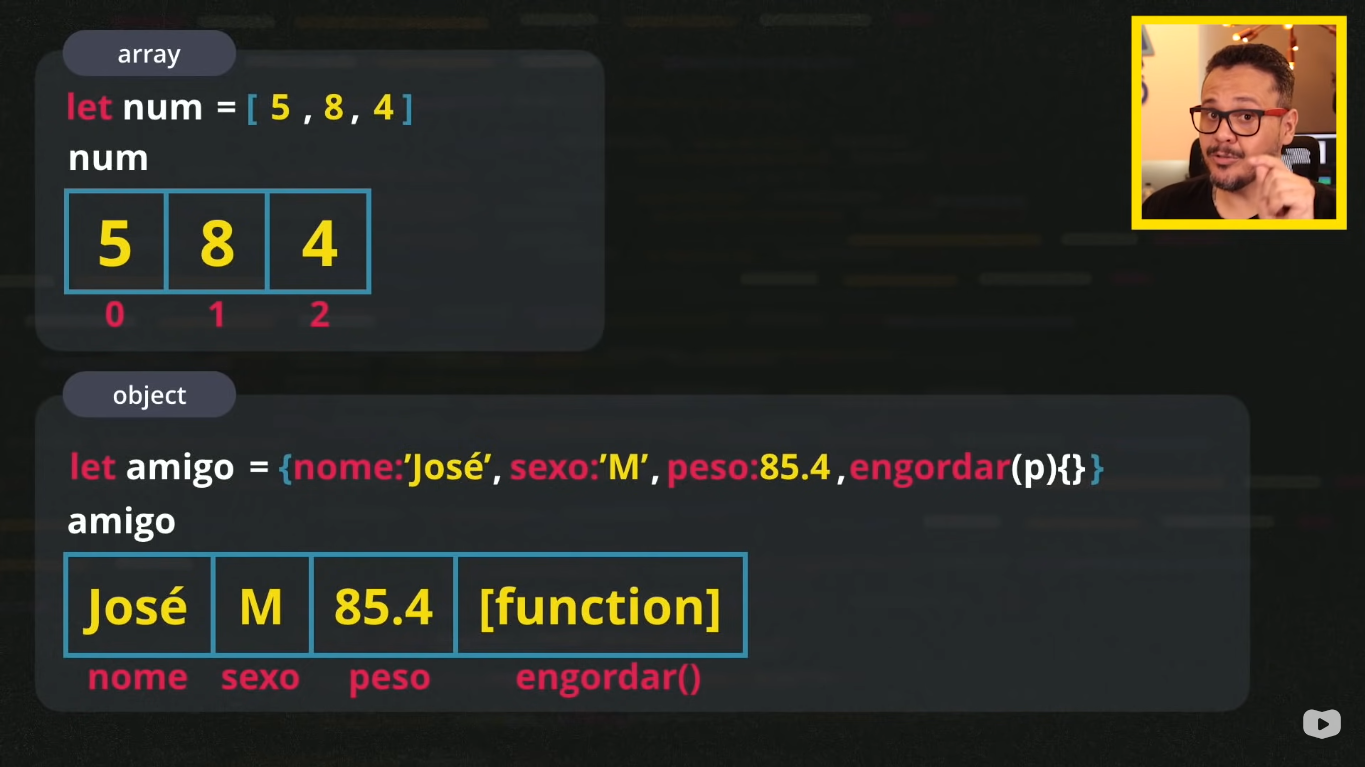 array
let num = [ 5 , 8 , 4 ]
num
5 8 4
0 1 2
object
let amigo = {nome:’José’, sexo:’M’, peso:85.4 , engordar(p){} }
amigo
José M 85.4 [function]
nome sexo peso engordar()